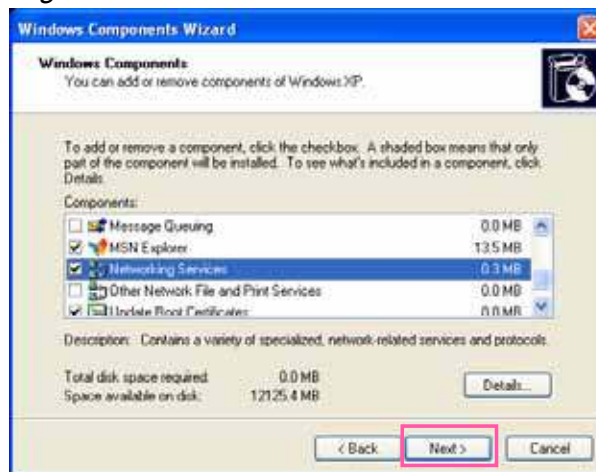 Windows Components Wizard
Windows Components
You can add or remove components of Windows XP.
To add or remove a component, click the checkbox. A shaded box means that only
part of the component will be installed. To see what's included in a component, click
Details.
Components:
Message Queuing 0.0 MB
MSN Explorer 13.5 MB
Networking Services 0.3 MB
Other Network File and Print Services 0.0 MB
Update Root Certificates 0.0 MB
Description: Contains a variety of specialized, network-related services and protocols.
Total disk space required: 0.0 MB
Space available on disk: 12125.4 MB
Details...
< Back Next > Cancel